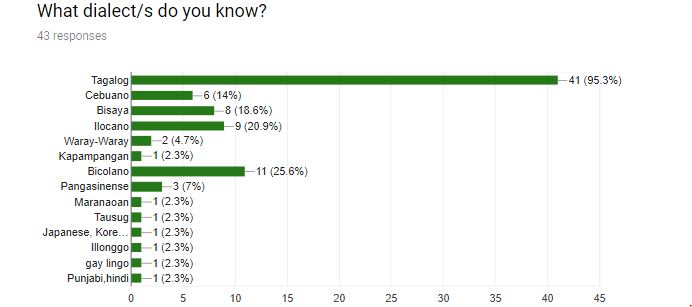 What dialect/s do you know?
43 responses
Tagalog 41 (95.3%)
Cebuano 6 (14%)
Bisaya 8 (18.6%)
Ilocano 9 (20.9%)
Waray-Waray 2 (4.7%)
Kapampangan 1 (2.3%)
Bicolano 11 (25.6%)
Pangasinense 3 (7%)
Maranaoan 1 (2.3%)
Tausug 1 (2.3%)
Japanese, Kore... 1 (2.3%)
Illonggo 1 (2.3%)
gay lingo 1 (2.3%)
Punjabi,hindi 1 (2.3%)
0 5 10 15 20 25 30 35 40 45